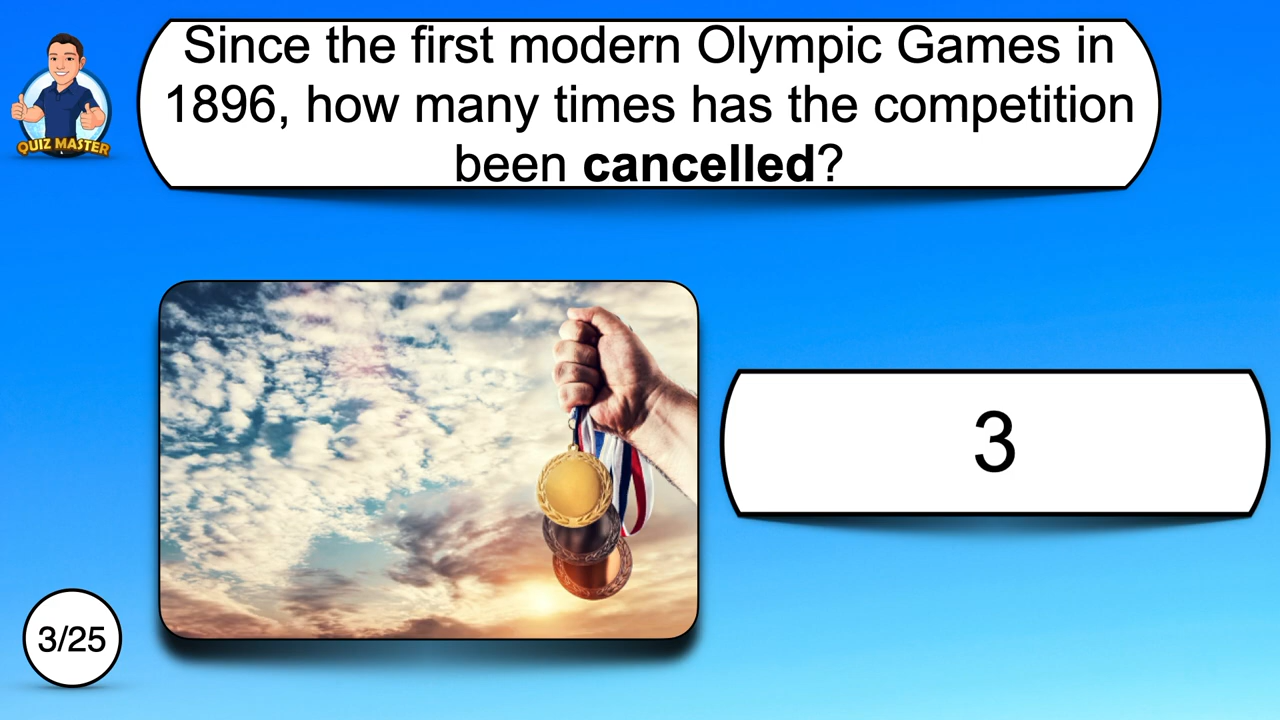 Since the first modern Olympic Games in
1896, how many times has the competition
been cancelled?
QUIZ MASTER
3
3/25